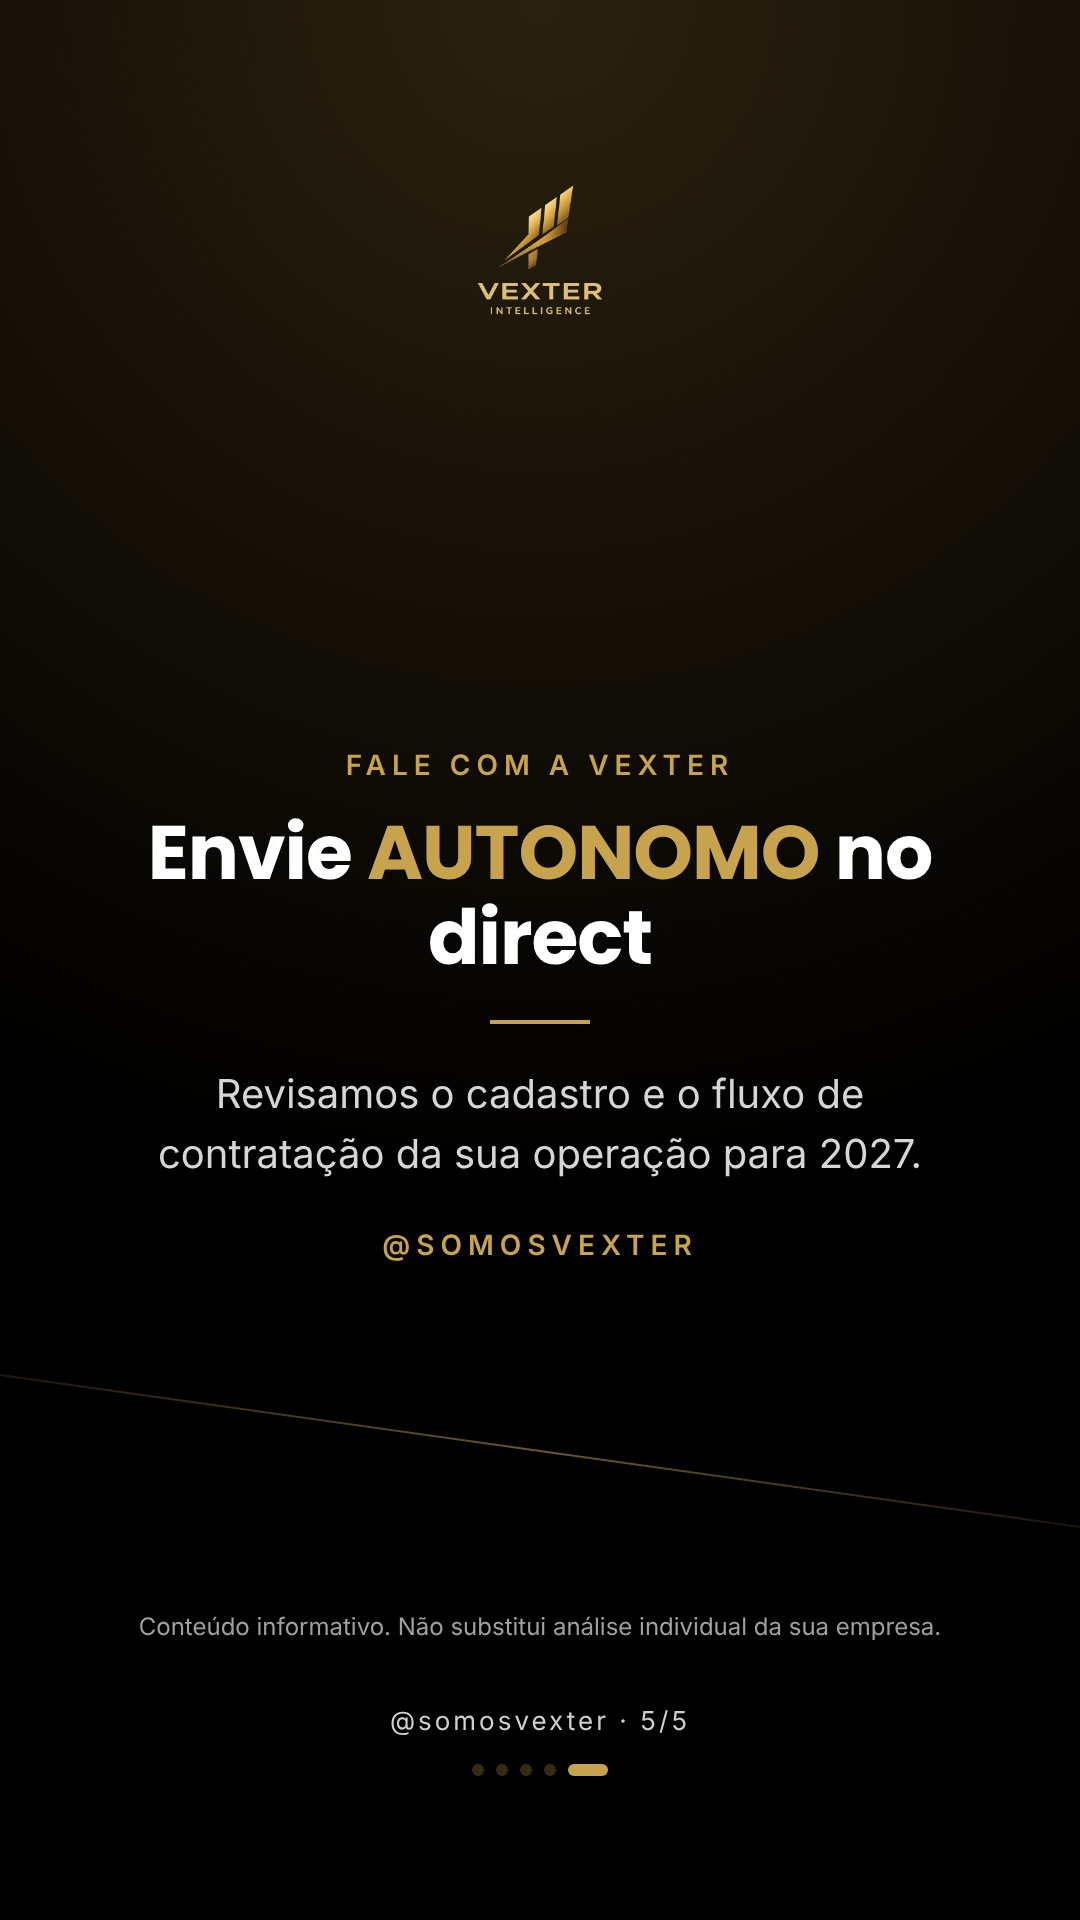 VEXTER
INTELLIGENCE
FALE COM A VEXTER
Envie AUTONOMO no
direct
Revisamos o cadastro e o fluxo de
contratação da sua operação para 2027.
@SOMOSVEXTER
Conteúdo informativo. Não substitui análise individual da sua empresa.
@somosvexter · 5/5